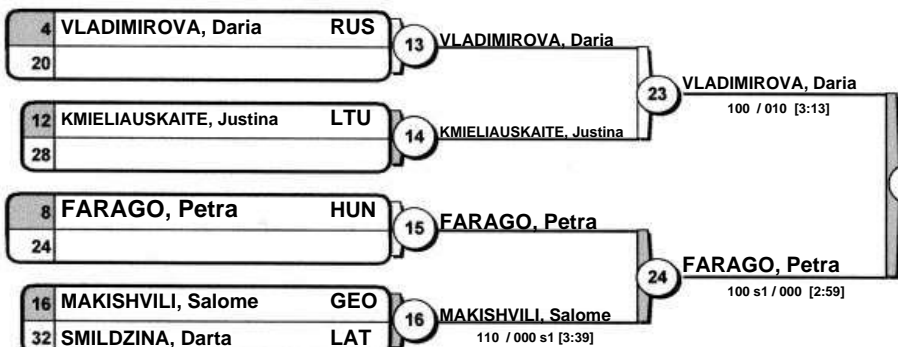 4 VLADIMIROVA, Daria RUS
20
13 VLADIMIROVA, Daria
12 KMIELIAUSKAITE, Justina LTU
28
14 KMIELIAUSKAITE, Justina
23 VLADIMIROVA, Daria
100 / 010 [3:13]
8 FARAGO, Petra HUN
24
15 FARAGO, Petra
16 MAKISHVILI, Salome GEO
32 SMILDZINA, Darta LAT
16 MAKISHVILI, Salome
110 / 000 s1 [3:39]
24 FARAGO, Petra
100 s1 / 000 [2:59]